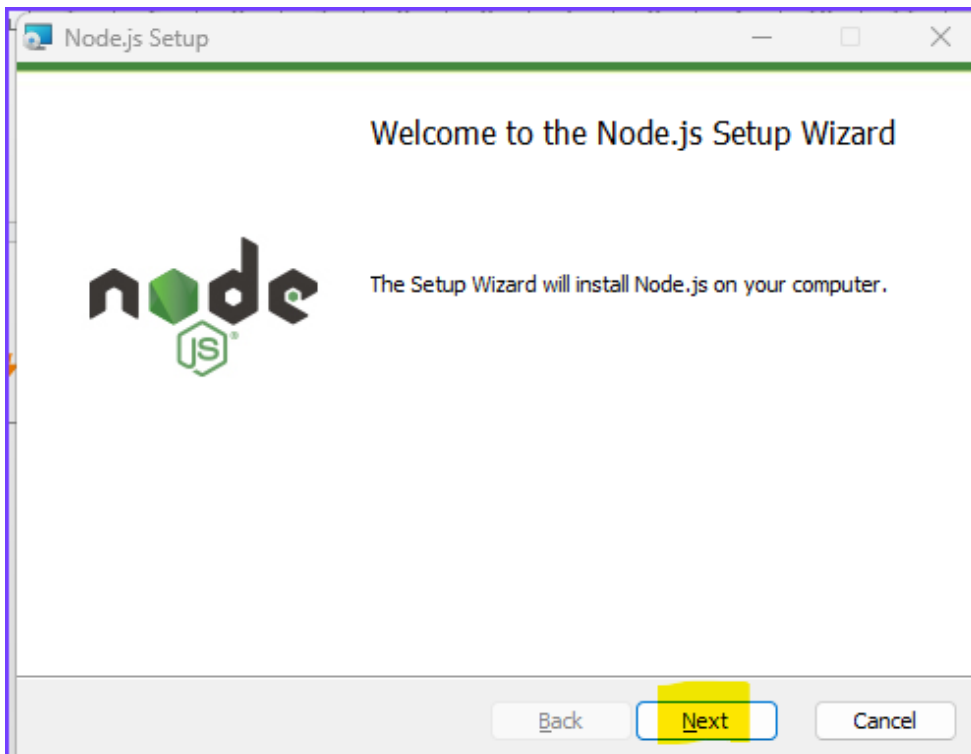 Node.js Setup
Welcome to the Node.js Setup Wizard
node
JS®
The Setup Wizard will install Node.js on your computer.
Back Next Cancel